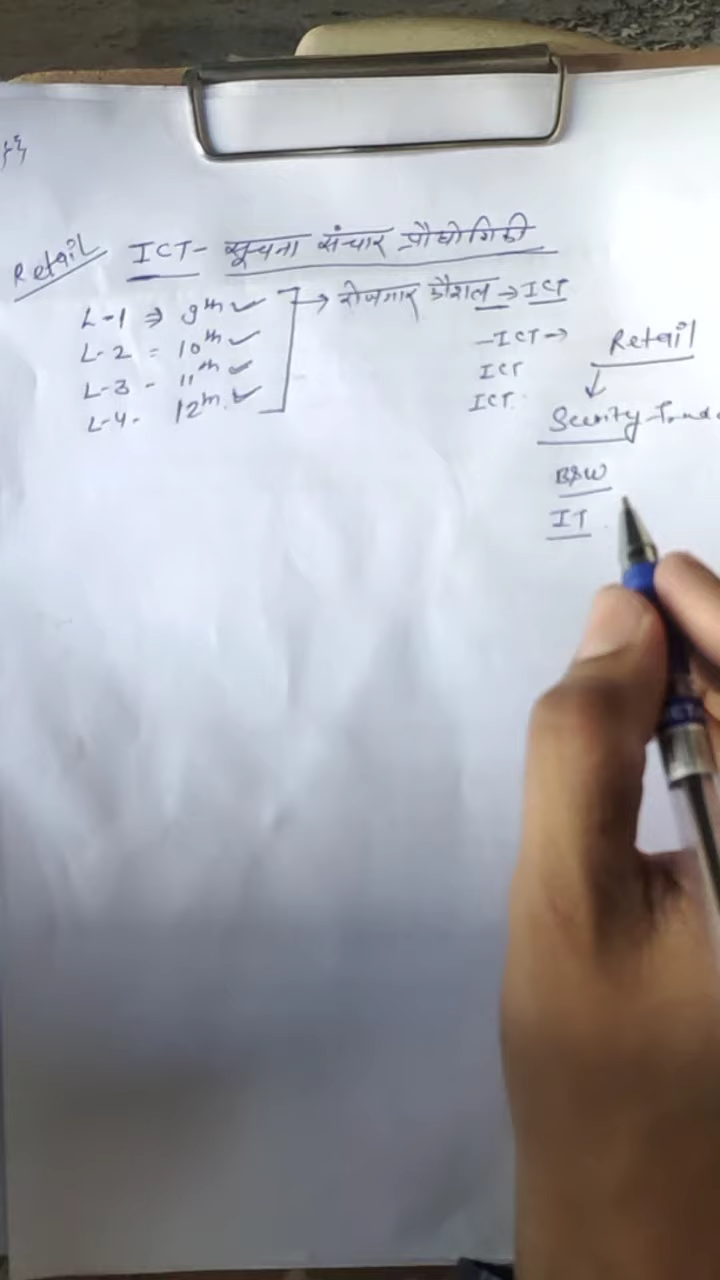 Retail ICT- सूचना संचार प्रौद्योगिकी
L-1 ⇒ 9th ✓ → रोजगार कौशल → ICT
L-2 = 10th ✓ -ICT → Retail
L-3 - 11th ✓ ICT ↓
L-4- 12th. ✓ ICT. Scurity
B&W
IT